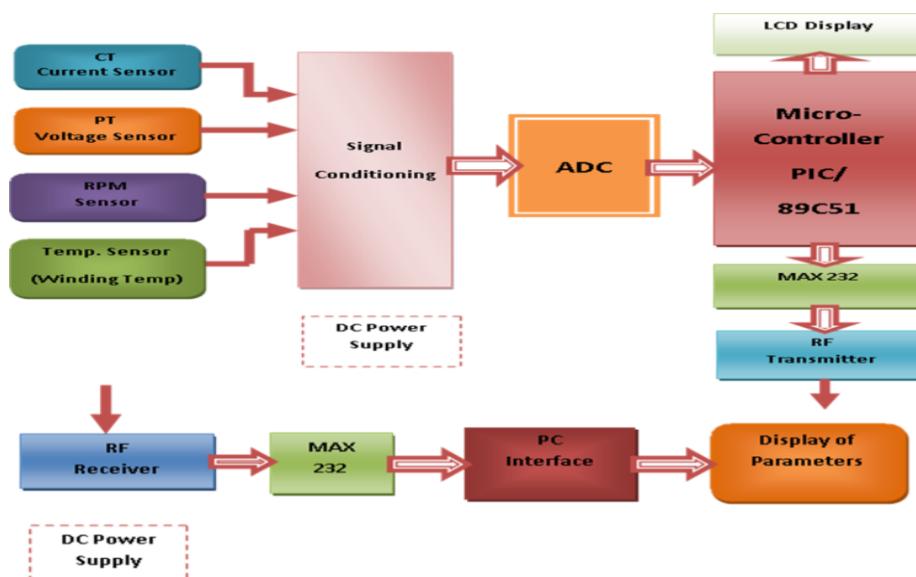 CT
Current Sensor
PT
Voltage Sensor
RPM
Sensor
Temp. Sensor
(Winding Temp)
Signal
Conditioning
DC Power
Supply
ADC
LCD Display
Micro-
Controller
PIC/
89C51
MAX 232
RF
Transmitter
RF
Receiver
MAX
232
PC
Interface
Display of
Parameters
DC Power
Supply